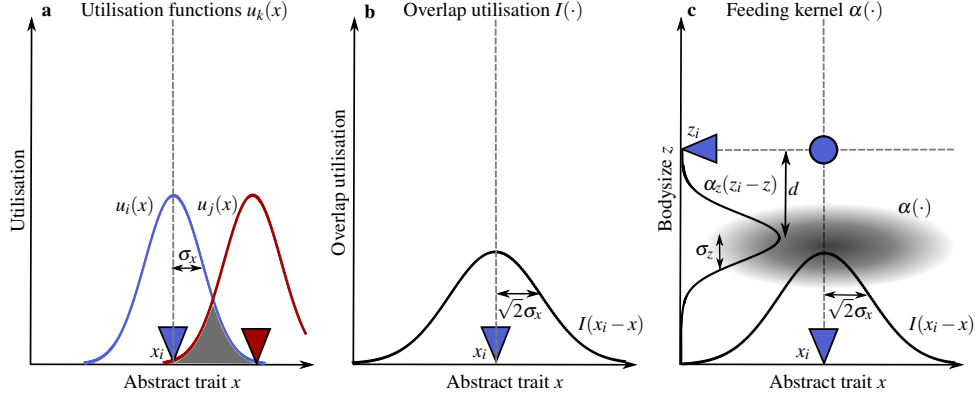 a Utilisation functions u_k(x)
Utilisation
u_i(x)
u_j(x)
σ_x
x_i
Abstract trait x
b Overlap utilisation I(·)
Overlap utilisation
√2σ_x
I(x_i − x)
x_i
Abstract trait x
c Feeding kernel α(·)
Bodysize z
z_i
α_z(z_i − z)
d
α(·)
σ_z
√2σ_x
I(x_i − x)
x_i
Abstract trait x